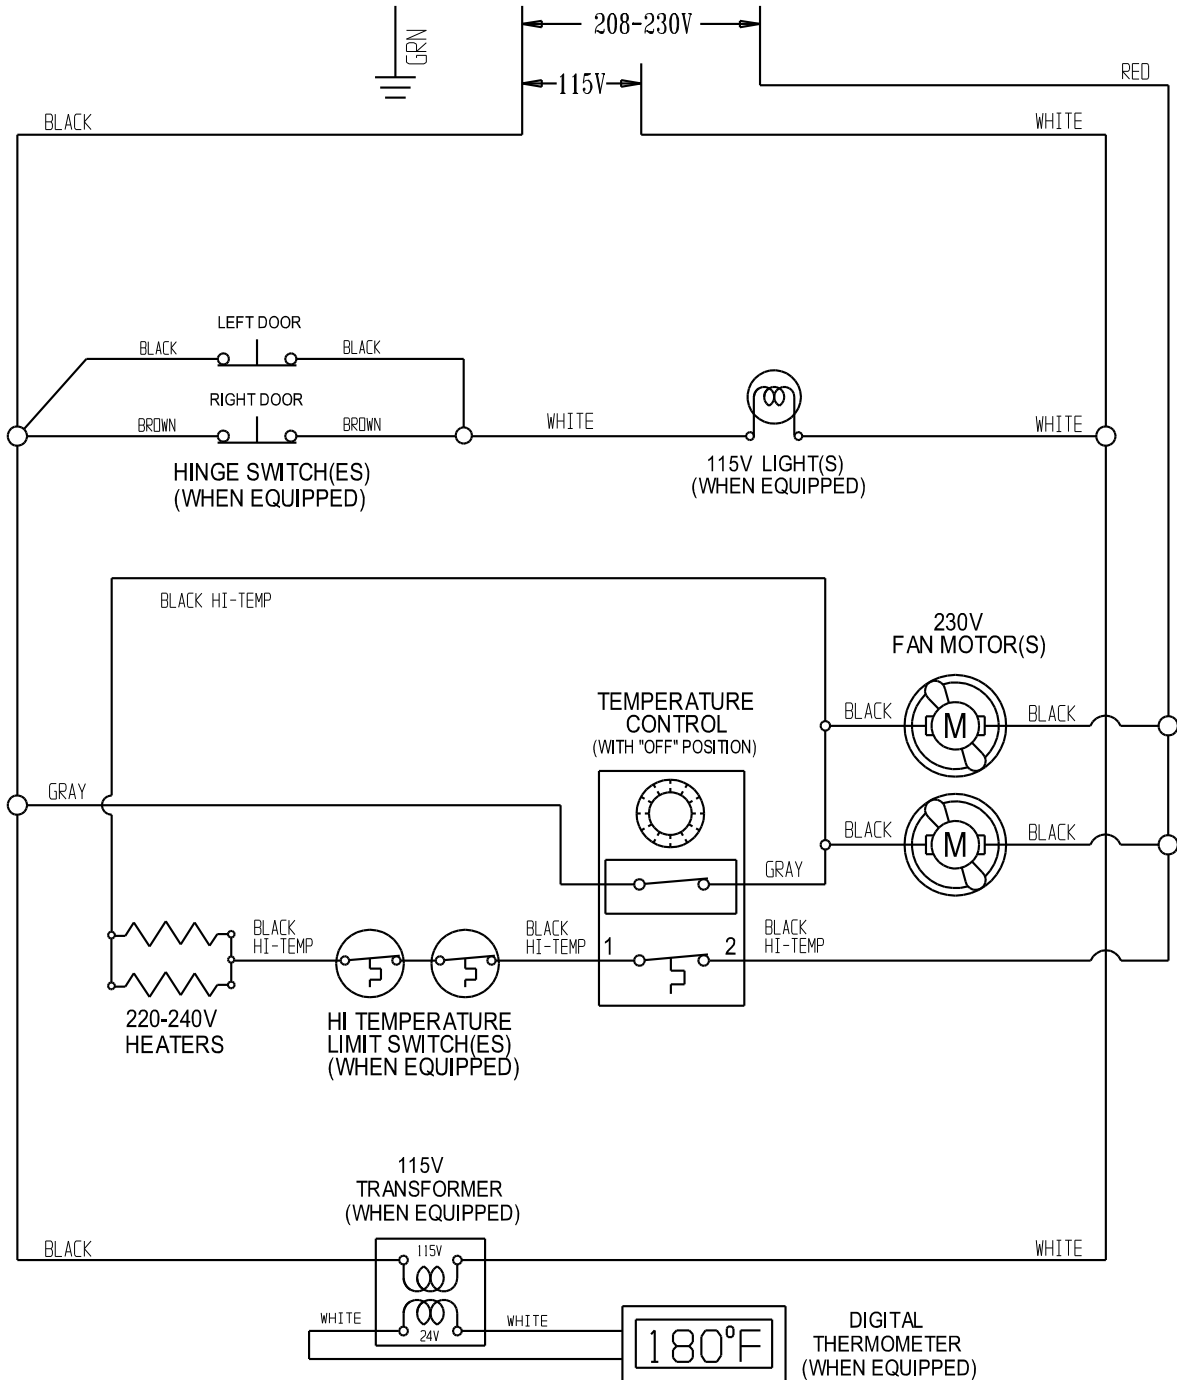 208-230V
GRN
115V
RED
BLACK
WHITE
LEFT DOOR
BLACK
BLACK
RIGHT DOOR
BROWN
BROWN
WHITE
WHITE
HINGE SWITCH(ES)
(WHEN EQUIPPED)
115V LIGHT(S)
(WHEN EQUIPPED)
BLACK HI-TEMP
230V
FAN MOTOR(S)
TEMPERATURE
CONTROL
(WITH "OFF" POSITION)
BLACK
M
BLACK
GRAY
BLACK
M
BLACK
GRAY
BLACK
HI-TEMP
BLACK
HI-TEMP
1
2
BLACK
HI-TEMP
220-240V
HEATERS
HI TEMPERATURE
LIMIT SWITCH(ES)
(WHEN EQUIPPED)
115V
TRANSFORMER
(WHEN EQUIPPED)
BLACK
115V
WHITE
WHITE
24V
WHITE
180°F
DIGITAL
THERMOMETER
(WHEN EQUIPPED)